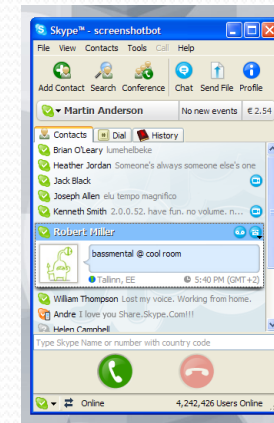 Skype™ - screenshotbot
File View Contacts Tools Call Help
Add Contact Search Conference Chat Send File Profile
Martin Anderson No new events € 2.54
Contacts Dial History
Brian O'Leary lumehelbeke
Heather Jordan Someone's always someone else's one
Jack Black
Joseph Allen elu tempo magnifico
Kenneth Smith 2.0.0.52. have fun. no volume. n...
Robert Miller
bassmental @ cool room
Tallinn, EE 5:40 PM (GMT+2)
William Thompson Lost my voice. Working from home.
Andre I love you Share.Skype.Com!!!
Helen Campbell
Type Skype Name or number with country code
Online 4,242,426 Users Online